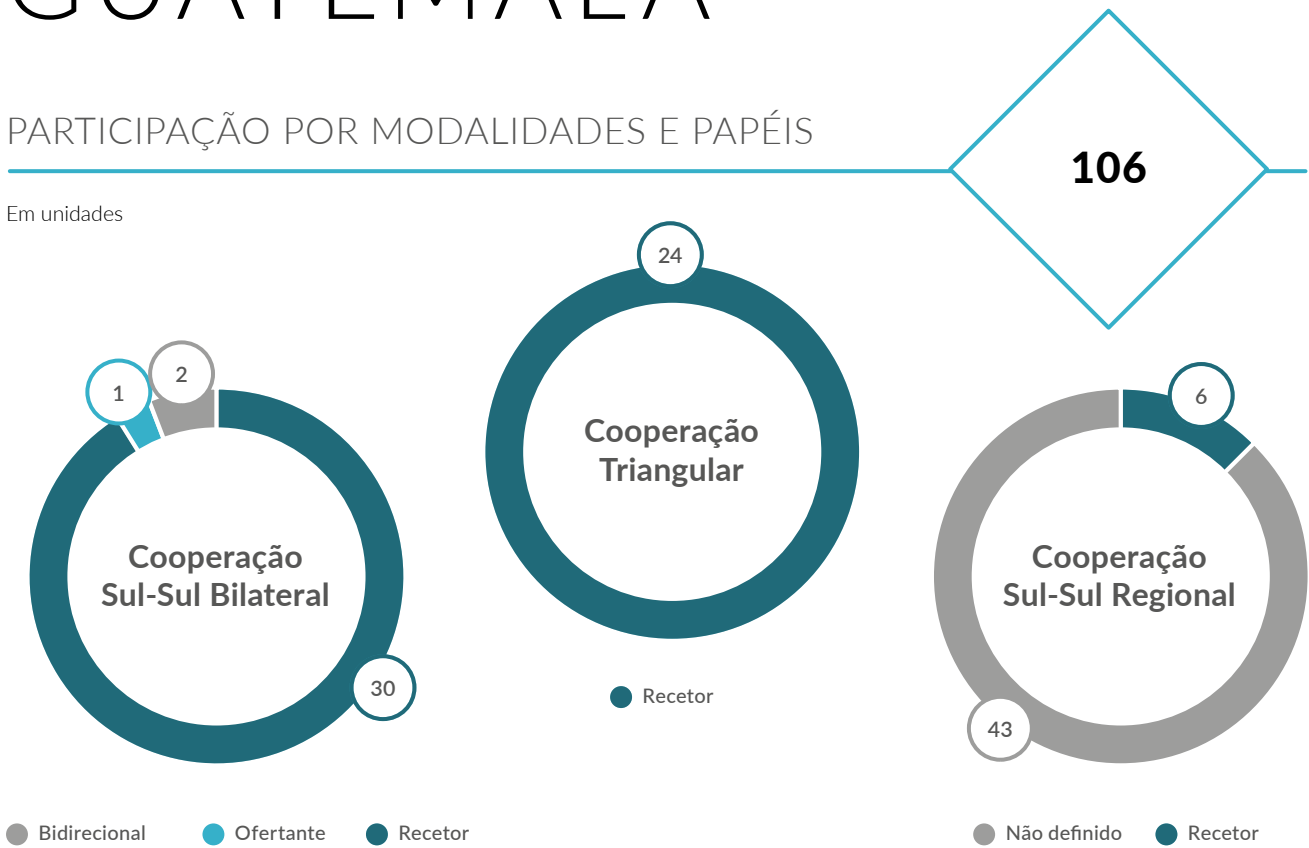 GUATEMALA
PARTICIPAÇÃO POR MODALIDADES E PAPÉIS
106
Em unidades
24
1
2
6
Cooperação
Triangular
Cooperação
Sul-Sul Bilateral
Cooperação
Sul-Sul Regional
30
Recetor
43
Bidirecional
Ofertante
Recetor
Não definido
Recetor